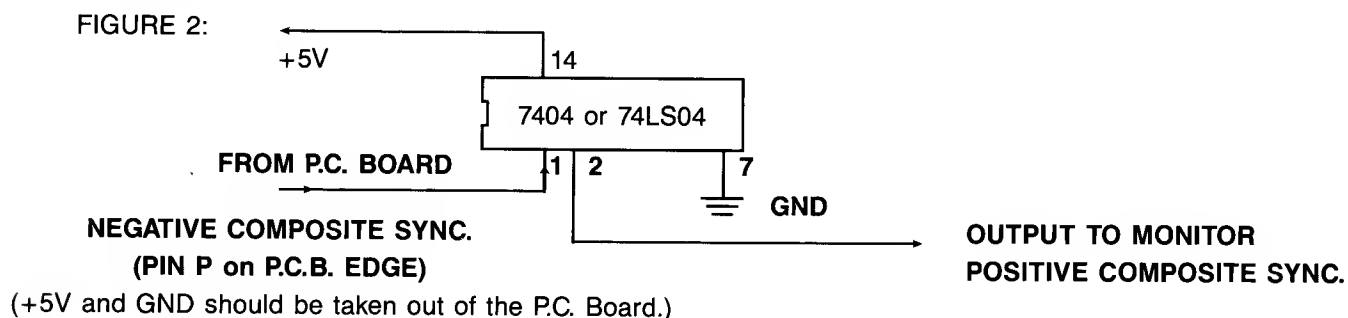 FIGURE 2:
+5V
14
7404 or 74LS04
FROM P.C. BOARD
1 2 7
GND
NEGATIVE COMPOSITE SYNC.
(PIN P on P.C.B. EDGE)
OUTPUT TO MONITOR
POSITIVE COMPOSITE SYNC.
(+5V and GND should be taken out of the P.C. Board.)